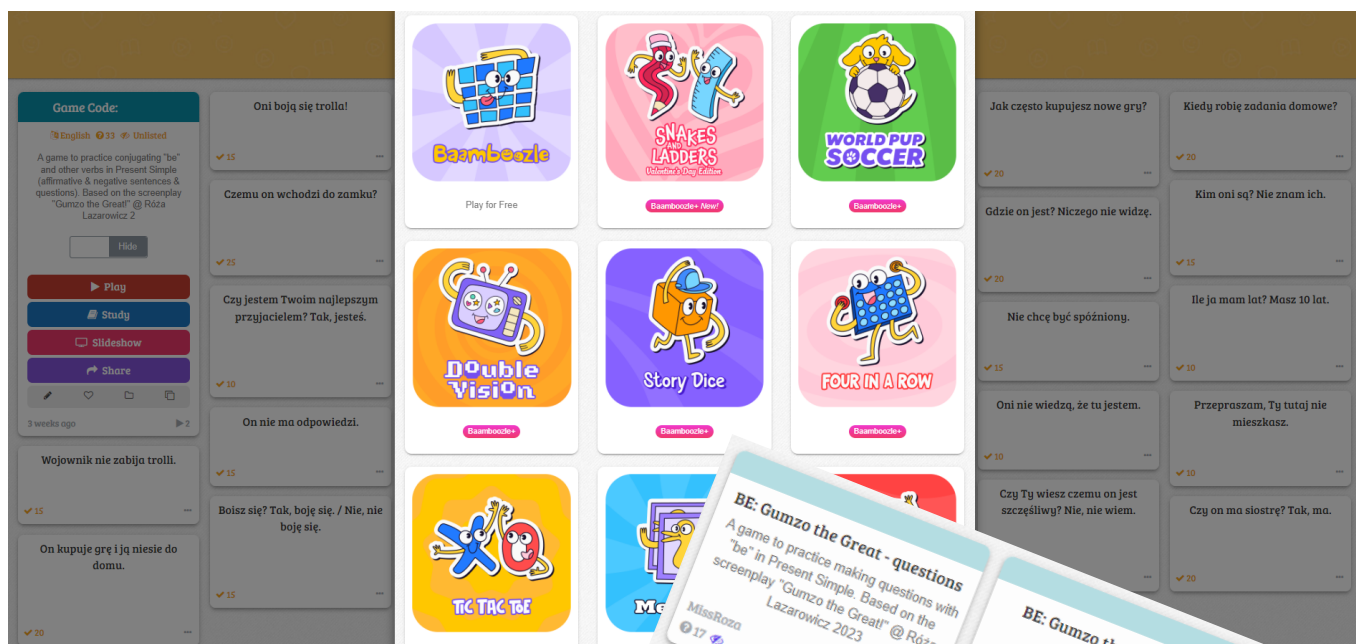 Game Code:
English 33 Unlisted
A game to practice conjugating "be"
and other verbs in Present Simple
(affirmative & negative sentences &
questions). Based on the screenplay
"Gumzo the Great!" @ Róża
Lazarowicz 2
Hide
Play
Study
Slideshow
Share
3 weeks ago 2
Wojownik nie zabija trolli.
15
On kupuje grę i ją niesie do
domu.
20
Oni boją się trolla!
15
Czemu on wchodzi do zamku?
25
Czy jestem Twoim najlepszym
przyjacielem? Tak, jesteś.
10
On nie ma odpowiedzi.
15
Boisz się? Tak, boję się. / Nie, nie
boję się.
15
Baamboozle
Play for Free
SNAKES
AND
LADDERS
Valentine's Day Edition
Baamboozle+ New!
WORLD PUP
SOCCER
Baamboozle+
Double
Vision
Baamboozle+
Story Dice
Baamboozle+
FOUR IN A ROW
Baamboozle+
TIC TAC TOE
BE: Gumzo the Great - questions
A game to practice making questions with
"be" in Present Simple. Based on the
screenplay "Gumzo the Great!" @ Róża
Lazarowicz 2023
MissRoza
17
BE: Gumzo
Jak często kupujesz nowe gry?
20
Gdzie on jest? Niczego nie widzę.
20
Nie chcę być spóźniony.
15
Oni nie wiedzą, że tu jestem.
10
Czy Ty wiesz czemu on jest
szczęśliwy? Nie, nie wiem.
Kiedy robię zadania domowe?
20
Kim oni są? Nie znam ich.
15
Ile ja mam lat? Masz 10 lat.
10
Przepraszam, Ty tutaj nie
mieszkasz.
10
Czy on ma siostrę? Tak, ma.
20